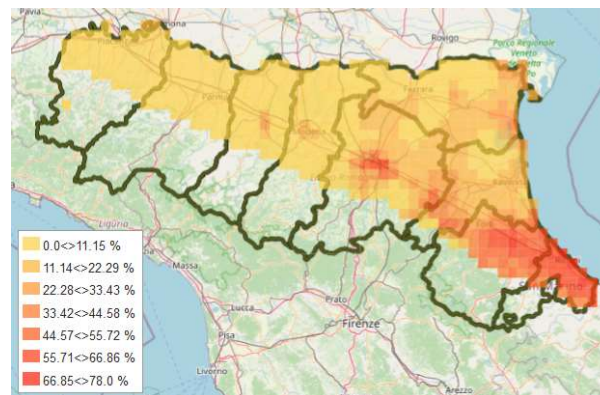 Pavia
Rovigo
Parco Regionale
Veneto
Ferrara
Parma
Liguria
Massa
Lucca
Prato
Pisa
Firenze
Livorno
Arezzo
0.0<>11.15 %
11.14<>22.29 %
22.28<>33.43 %
33.42<>44.58 %
44.57<>55.72 %
55.71<>66.86 %
66.85<>78.0 %